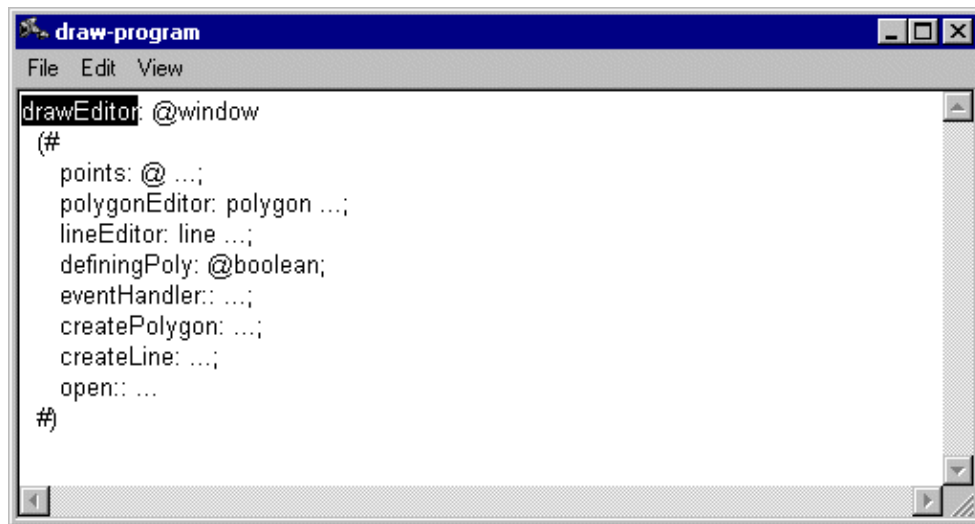 draw-program
File Edit View
drawEditor: @window
(#
points: @ ...;
polygonEditor: polygon ...;
lineEditor: line ...;
definingPoly: @boolean;
eventHandler:: ...;
createPolygon: ...;
createLine: ...;
open:: ...
#)